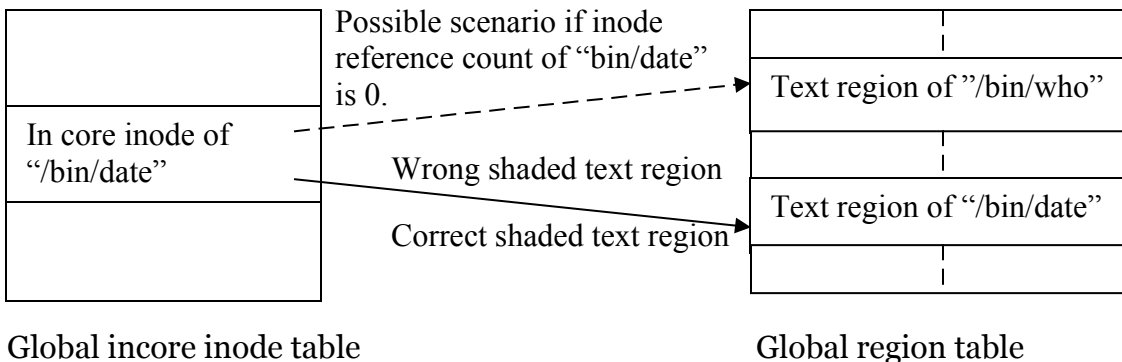 Possible scenario if inode
reference count of “bin/date”
is 0.
In core inode of
“/bin/date”
Wrong shaded text region
Correct shaded text region
Text region of ”/bin/who”
Text region of “/bin/date”
Global incore inode table
Global region table